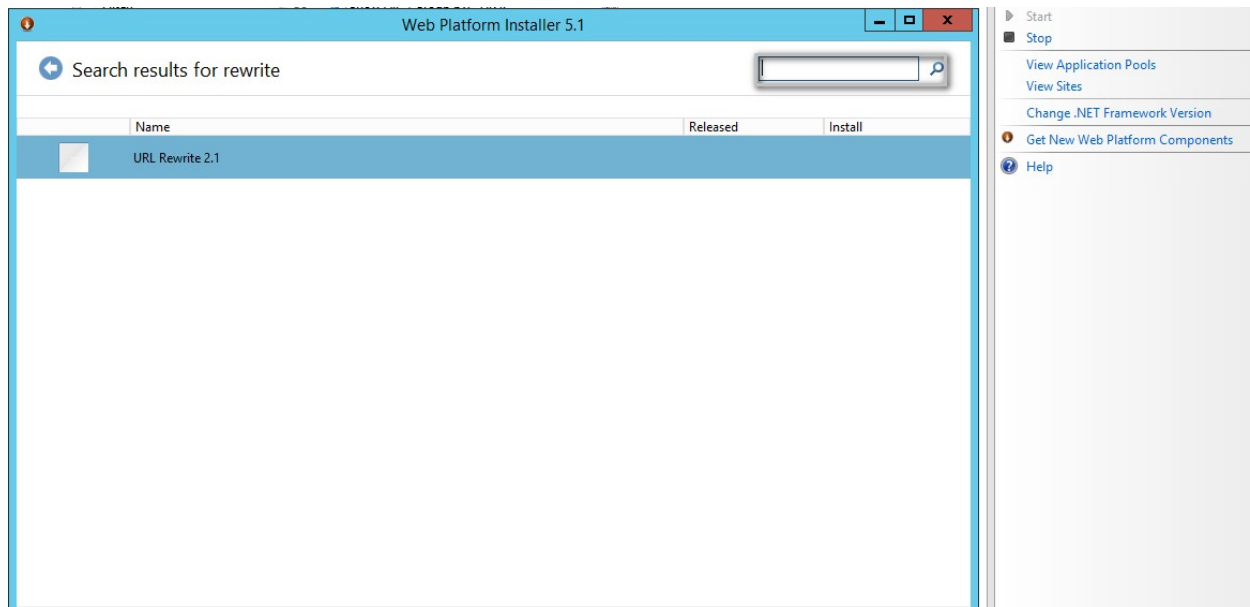 Web Platform Installer 5.1
Search results for rewrite
Name Released Install
URL Rewrite 2.1
Start
Stop
View Application Pools
View Sites
Change .NET Framework Version
Get New Web Platform Components
Help